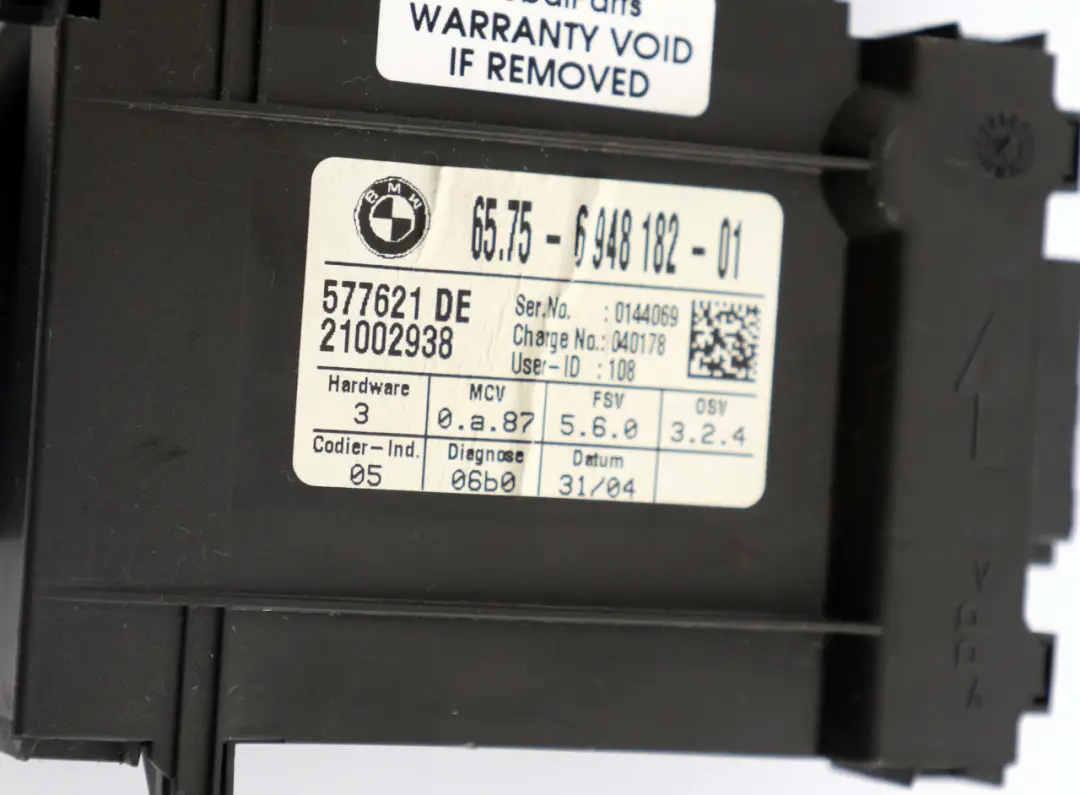 WARRANTY VOID
IF REMOVED
BMW
65.75 - 6 948 182 - 01
577621 DE
21002938
Ser.No. : 0144069
Charge No.: 040178
User-ID : 108
Hardware MCV FSV OSV
3 0.a.87 5.6.0 3.2.4
Codier-Ind. Diagnose Datum
05 06b0 31/04